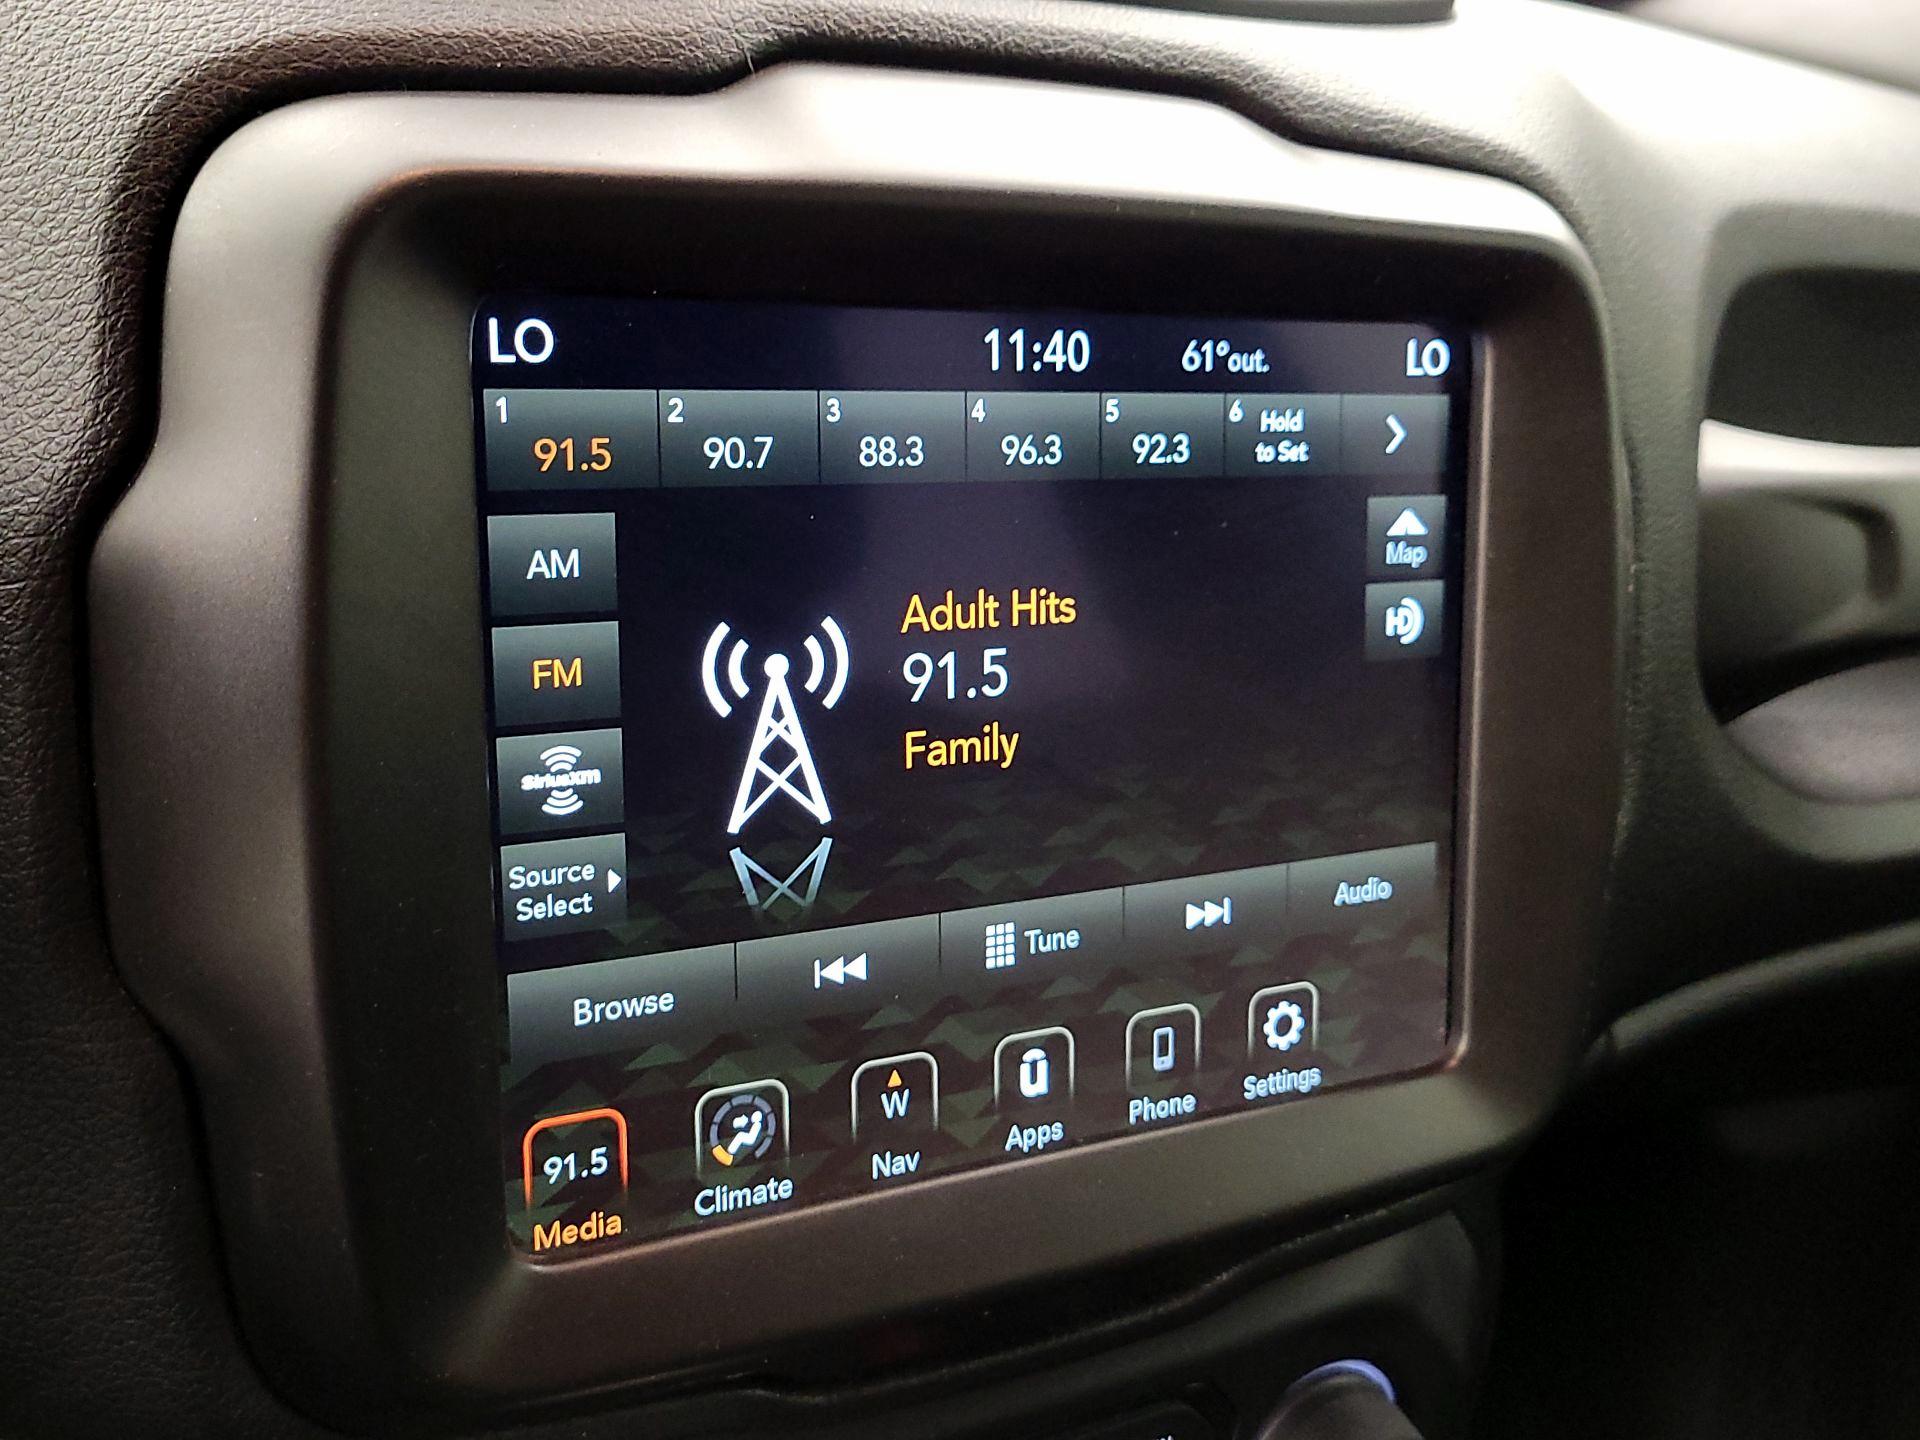 LO 11:40 61°out. LO
1 2 3 4 5 6 Hold
91.5 90.7 88.3 96.3 92.3 to Set
AM
Map
HD
FM
Adult Hits
91.5
Family
SiriusXM
Source
Select
Browse Tune Audio
91.5 W u
Media Climate Nav Apps Phone Settings